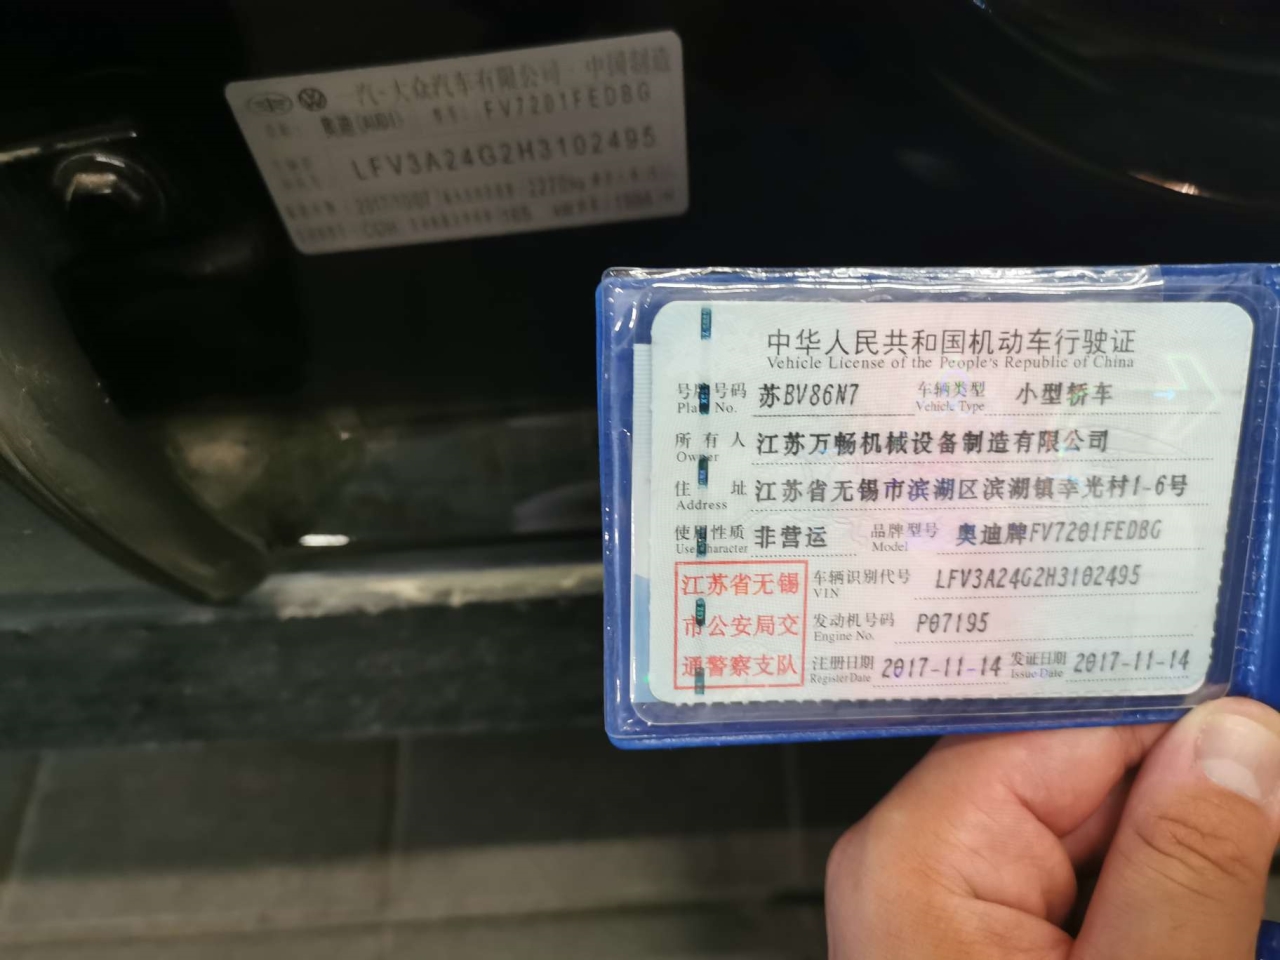 一汽-大众汽车有限公司·中国制造
奥迪(AUDI) FV7201FEDBG
LFV3A24G2H3102495
中华人民共和国机动车行驶证
Vehicle License of the People's Republic of China
号牌号码 苏BV86N7 车辆类型 小型轿车
Plate No. Vehicle Type
所有人 江苏万畅机械设备制造有限公司
Owner
住址 江苏省无锡市滨湖区滨湖镇幸光村1-6号
Address
使用性质 非营运 品牌型号 奥迪牌FV7201FEDBG
Use Character Model
江苏省无锡
市公安局交
通警察支队
车辆识别代号 LFV3A24G2H3102495
VIN
发动机号码 P07195
Engine No.
注册日期 2017-11-14 发证日期 2017-11-14
Register Date Issue Date